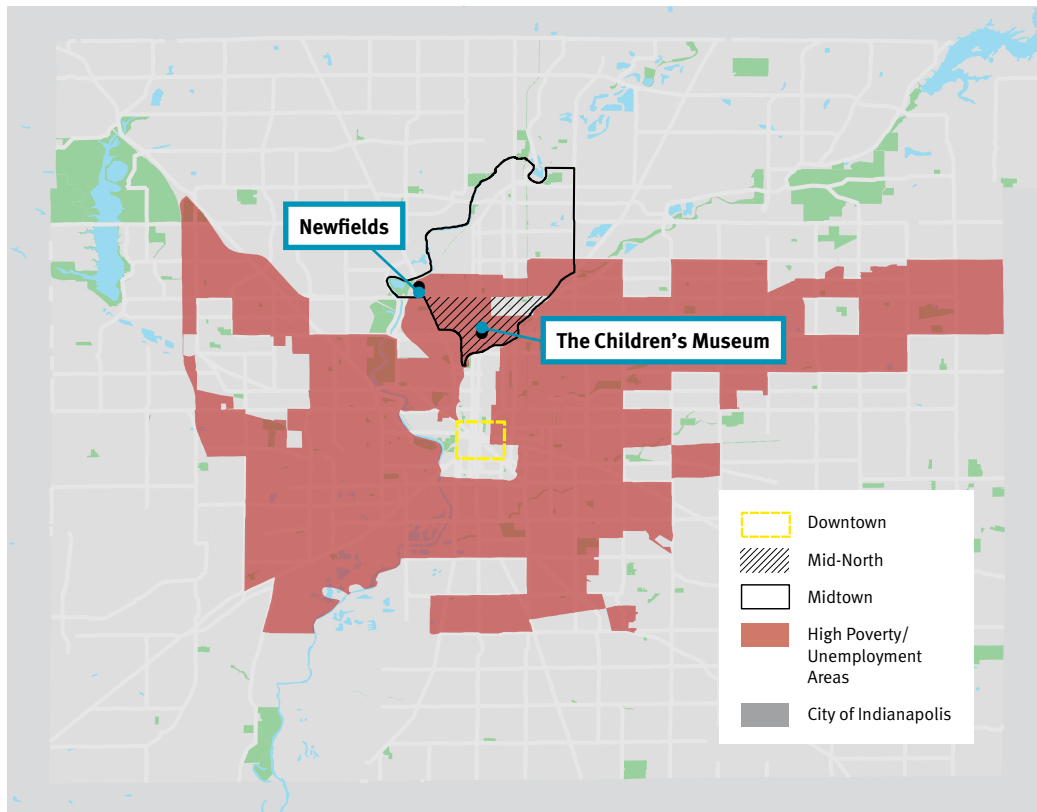 Newfields
The Children’s Museum
Downtown
Mid-North
Midtown
High Poverty/
Unemployment
Areas
City of Indianapolis